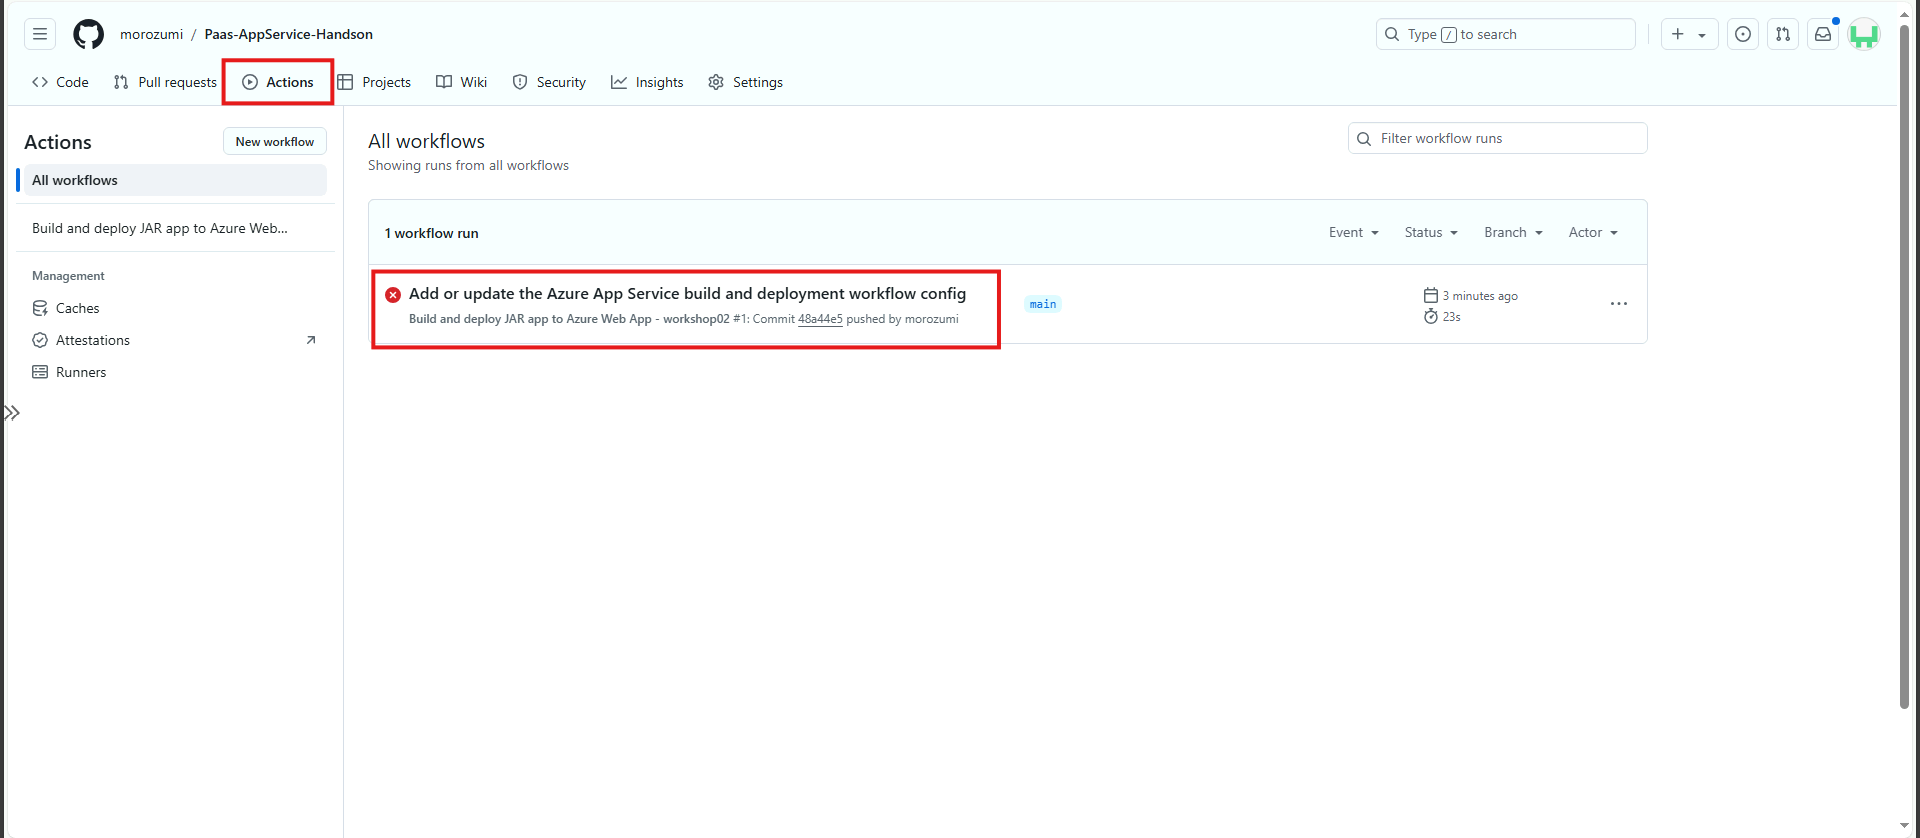 morozumi / Paas-AppService-Handson
Type / to search
Code
Pull requests
Actions
Projects
Wiki
Security
Insights
Settings
Actions
New workflow
All workflows
Build and deploy JAR app to Azure Web...
Management
Caches
Attestations
Runners
All workflows
Showing runs from all workflows
Filter workflow runs
1 workflow run
Event
Status
Branch
Actor
Add or update the Azure App Service build and deployment workflow config
Build and deploy JAR app to Azure Web App - workshop02 #1: Commit 48a44e5 pushed by morozumi
main
3 minutes ago
23s